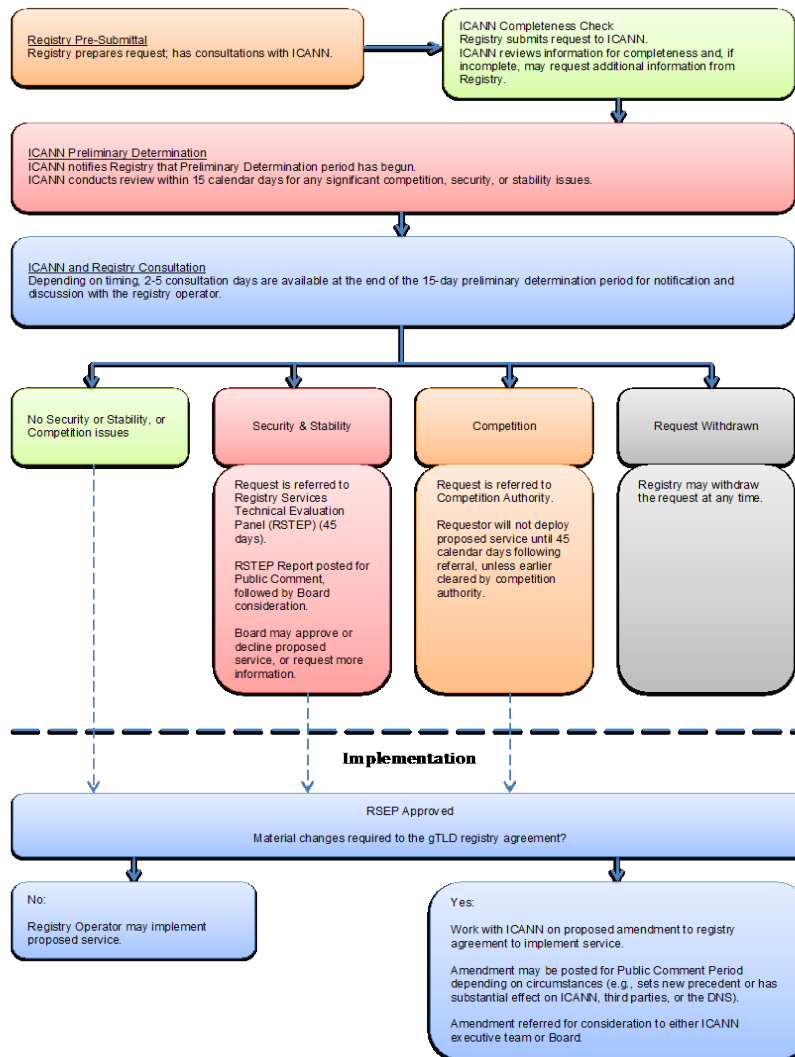 Registry Pre-Submittal
Registry prepares request; has consultations with ICANN.
ICANN Completeness Check
Registry submits request to ICANN.
ICANN reviews information for completeness and, if
incomplete, may request additional information from
Registry.
ICANN Preliminary Determination
ICANN notifies Registry that Preliminary Determination period has begun.
ICANN conducts review within 15 calendar days for any significant competition, security, or stability issues.
ICANN and Registry Consultation
Depending on timing, 2-5 consultation days are available at the end of the 15-day preliminary determination period for notification and
discussion with the registry operator.
No Security or Stability, or
Competition issues
Security & Stability
Request is referred to
Registry Services
Technical Evaluation
Panel (RSTEP) (45
days).
RSTEP Report posted for
Public Comment,
followed by Board
consideration.
Board may approve or
decline proposed
service, or request more
information.
Competition
Request is referred to
Competition Authority.
Requestor will not deploy
proposed service until 45
calendar days following
referral, unless earlier
cleared by competition
authority.
Request Withdrawn
Registry may withdraw
the request at any time.
Implementation
RSEP Approved
Material changes required to the gTLD registry agreement?
No:
Registry Operator may implement
proposed service.
Yes:
Work with ICANN on proposed amendment to registry
agreement to implement service.
Amendment may be posted for Public Comment Period
depending on circumstances (e.g., sets new precedent or has
substantial effect on ICANN, third parties, or the DNS).
Amendment referred for consideration to either ICANN
executive team or Board.